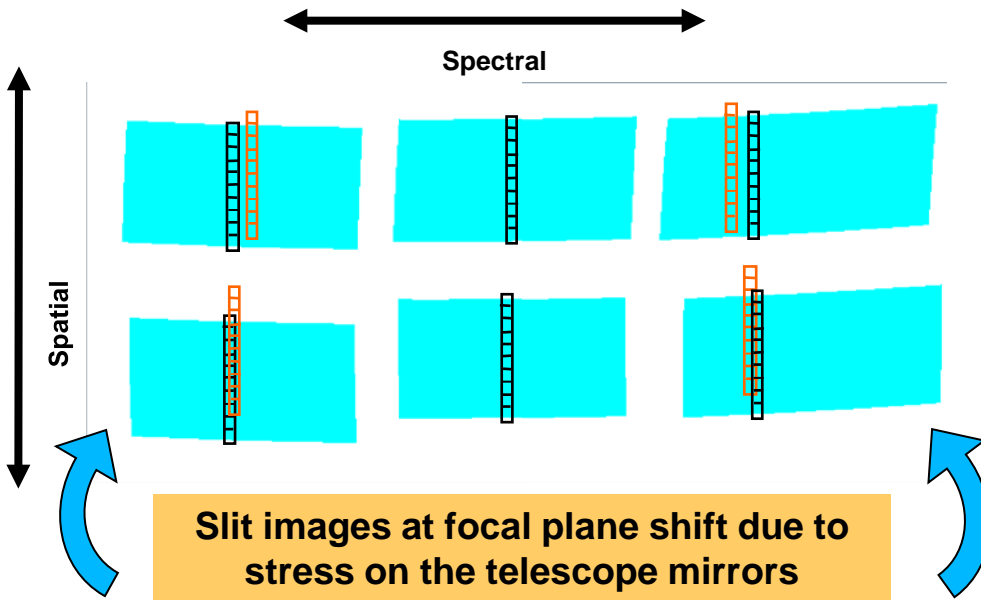 Spectral
Spatial
Slit images at focal plane shift due to
stress on the telescope mirrors